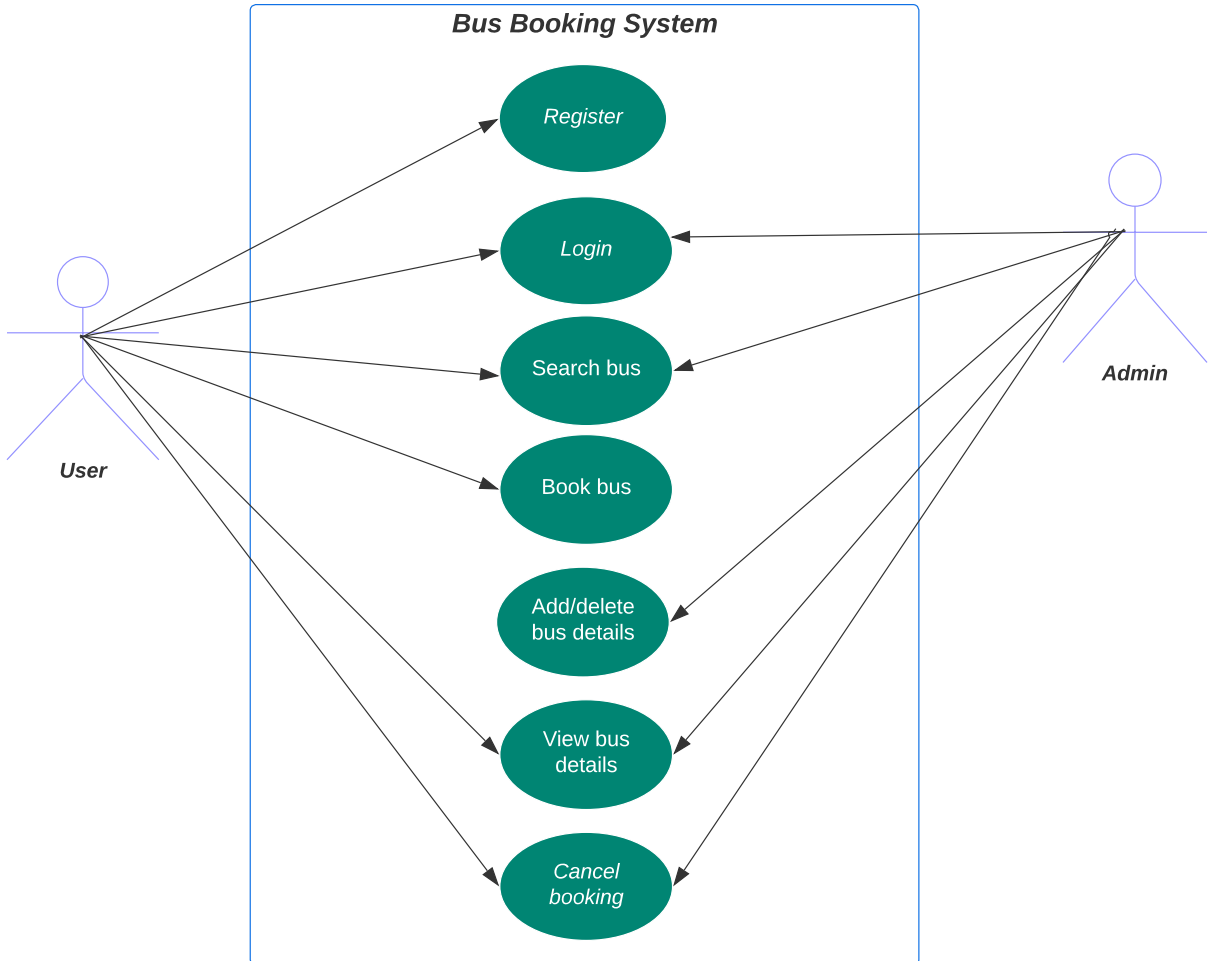 Bus Booking System
Register
Login
Search bus
Book bus
Add/delete
bus details
View bus
details
Cancel
booking
User
Admin